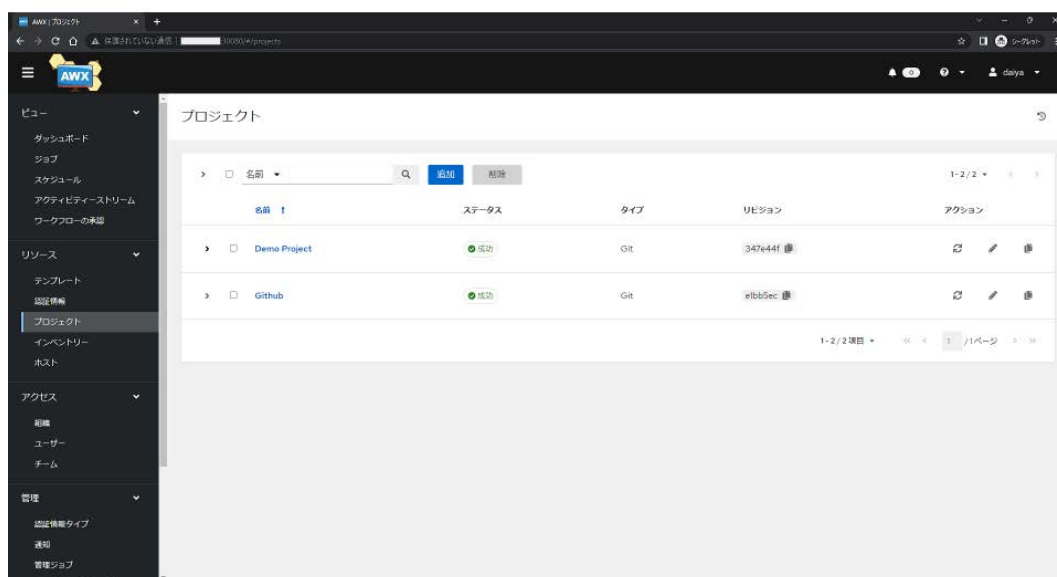 AWX | プロジェクト
保護されていない通信 | 30080/#/projects
シークレット
AWX
0
daiya
ビュー
ダッシュボード
ジョブ
スケジュール
アクティビティーストリーム
ワークフローの承認
リソース
テンプレート
認証情報
プロジェクト
インベントリー
ホスト
アクセス
組織
ユーザー
チーム
管理
認証情報タイプ
通知
管理ジョブ
プロジェクト
名前 追加 削除 1-2/2
名前 ステータス タイプ リビジョン アクション
Demo Project 成功 Git 347e44f
Github 成功 Git e1bb5ec
1-2/2項目 1 /1ページ